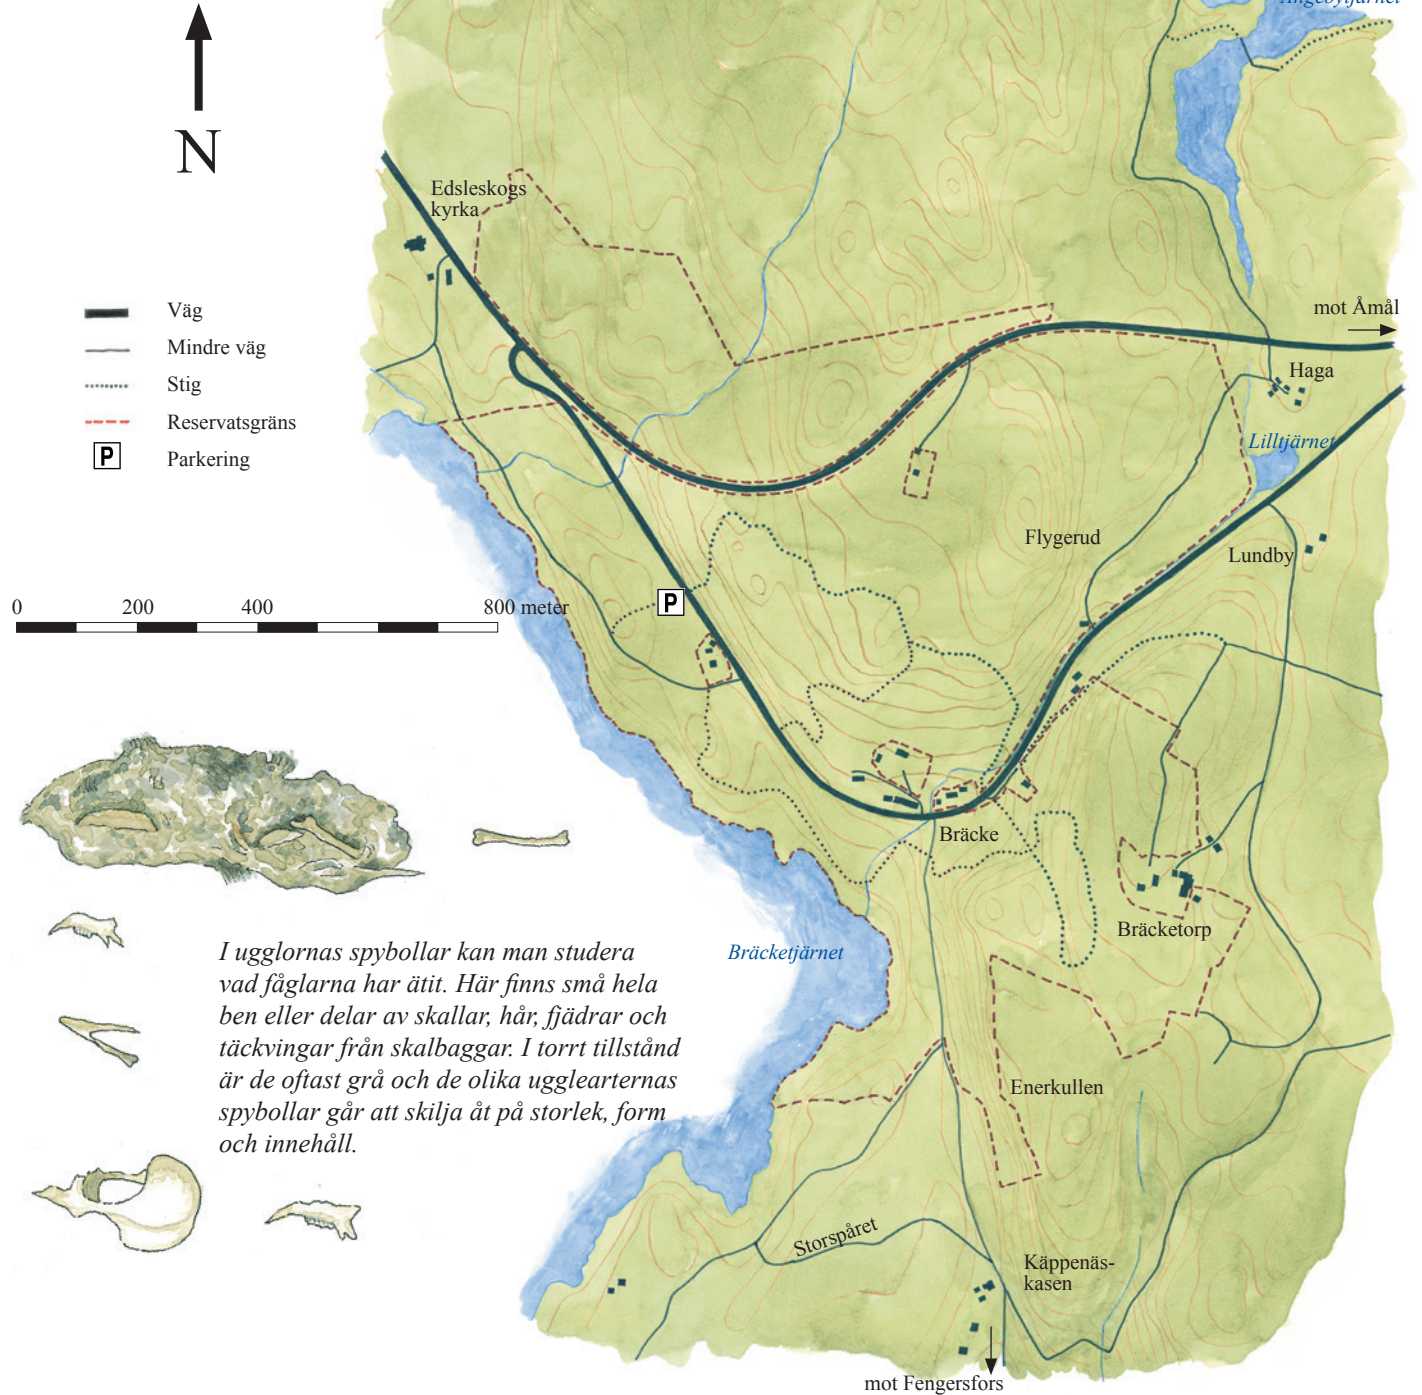 Ängebytjärnet
N
Edsleskogs
kyrka
Väg
Mindre väg
Stig
Reservatsgräns
P Parkering
mot Åmål
Haga
Lilltjärnet
Flygerud
Lundby
0 200 400 800 meter
P
Bräcke
Bräcketorp
Bräcketjärnet
I ugglornas spybollar kan man studera
vad fåglarna har ätit. Här finns små hela
ben eller delar av skallar, hår, fjädrar och
täckvingar från skalbaggar. I torrt tillstånd
är de oftast grå och de olika ugglearternas
spybollar går att skilja åt på storlek, form
och innehåll.
Enerkullen
Storspåret
Käppenäs-
kasen
mot Fengersfors